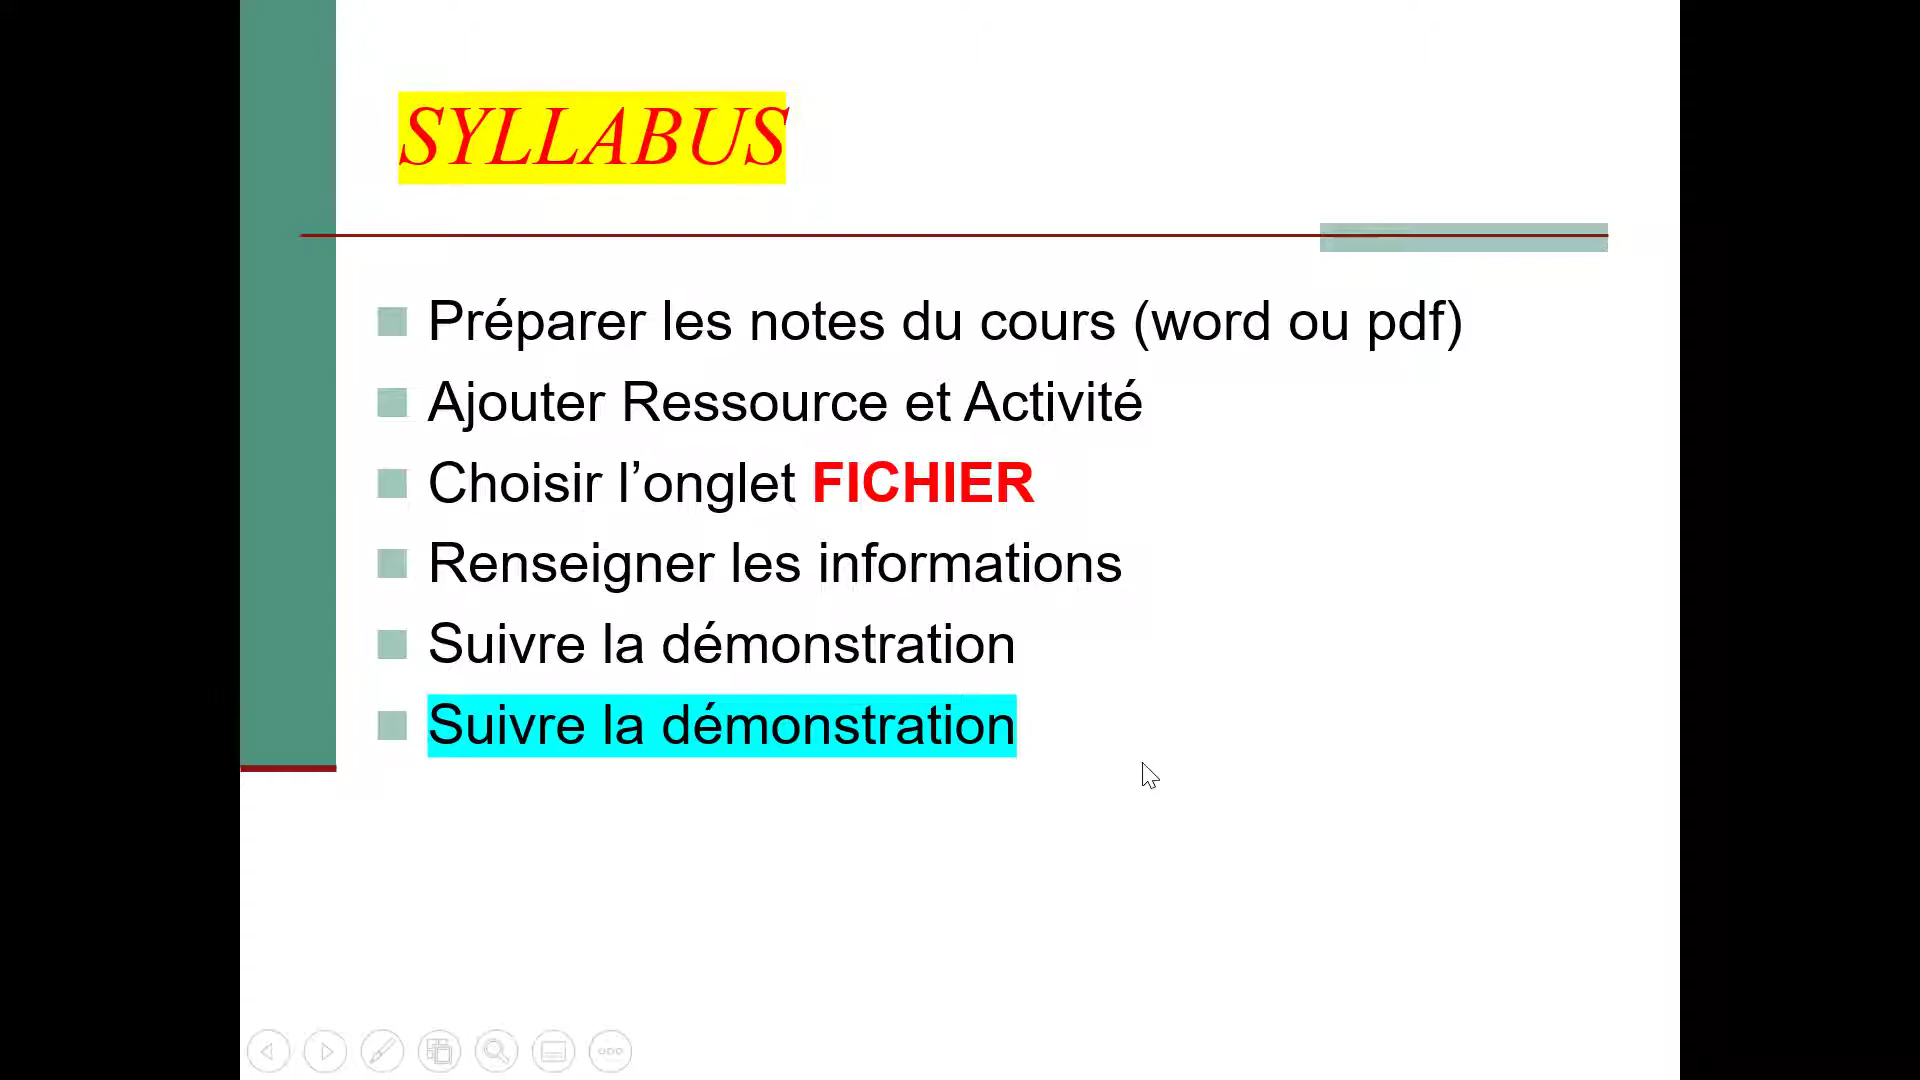 SYLLABUS
Préparer les notes du cours (word ou pdf)
Ajouter Ressource et Activité
Choisir l’onglet FICHIER
Renseigner les informations
Suivre la démonstration
Suivre la démonstration